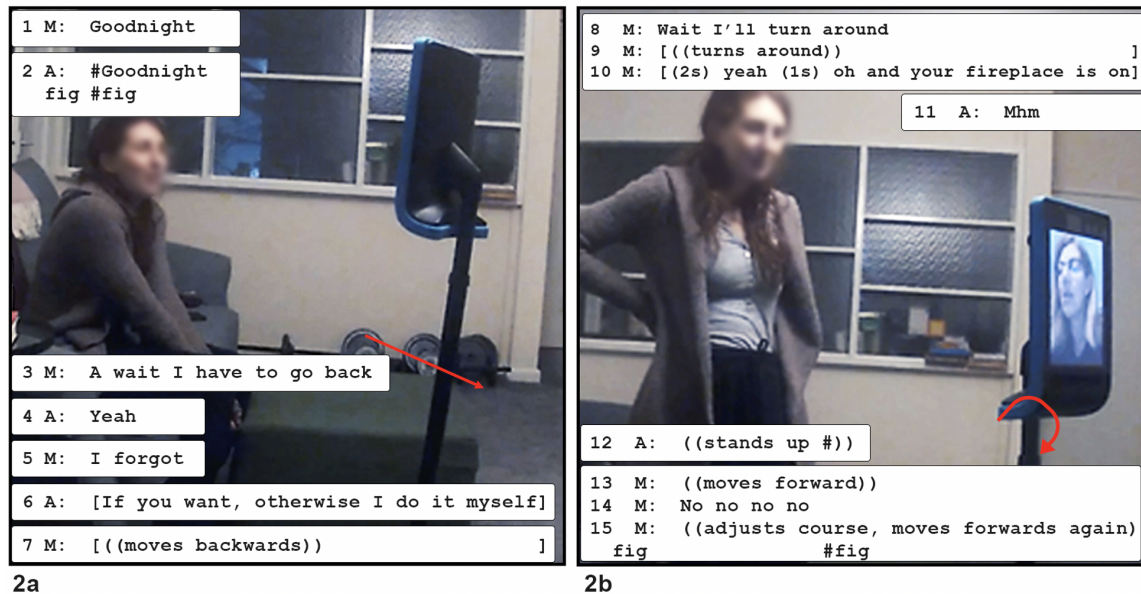 1 M: Goodnight
2 A: #Goodnight
fig #fig
3 M: A wait I have to go back
4 A: Yeah
5 M: I forgot
6 A: [If you want, otherwise I do it myself]
7 M: [((moves backwards)) ]
2a
8 M: Wait I'll turn around
9 M: [((turns around)) ]
10 M: [(2s) yeah (1s) oh and your fireplace is on]
11 A: Mhm
12 A: ((stands up #))
13 M: ((moves forward))
14 M: No no no no
15 M: ((adjusts course, moves forwards again)
fig #fig
2b